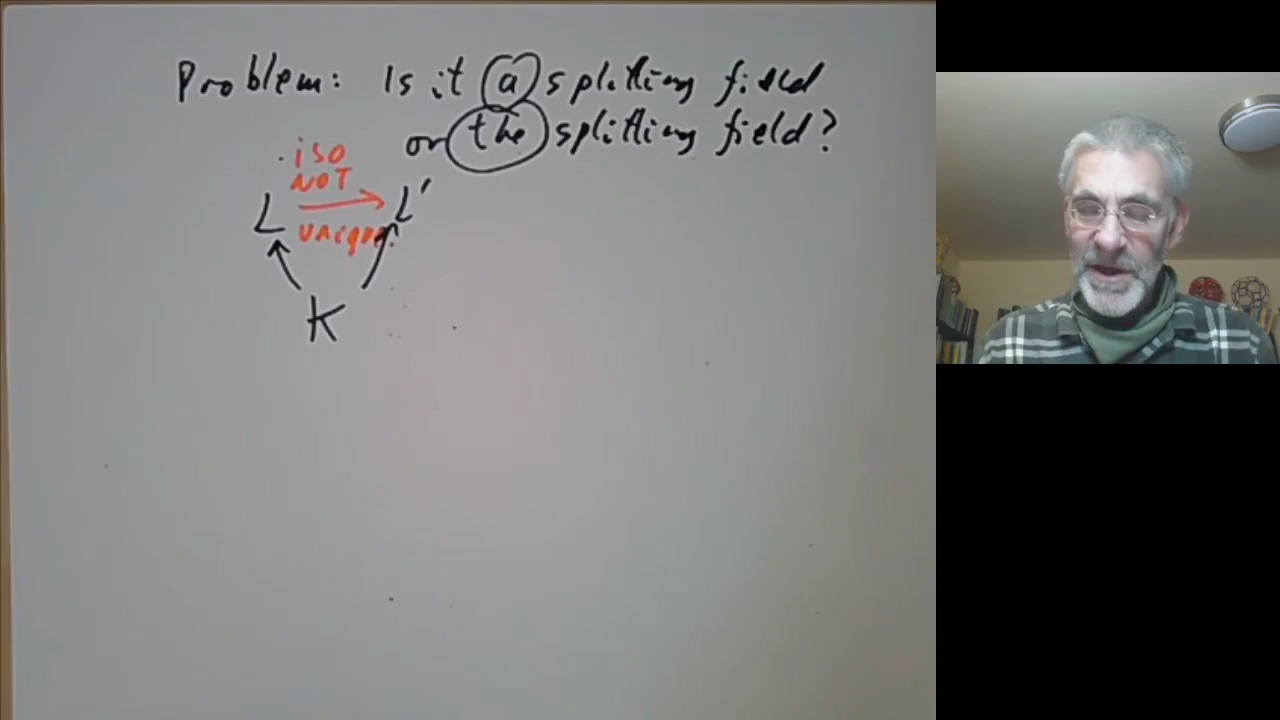 Problem: Is it a splitting field
or the splitting field?
iso
NOT
L L'
unique.
K